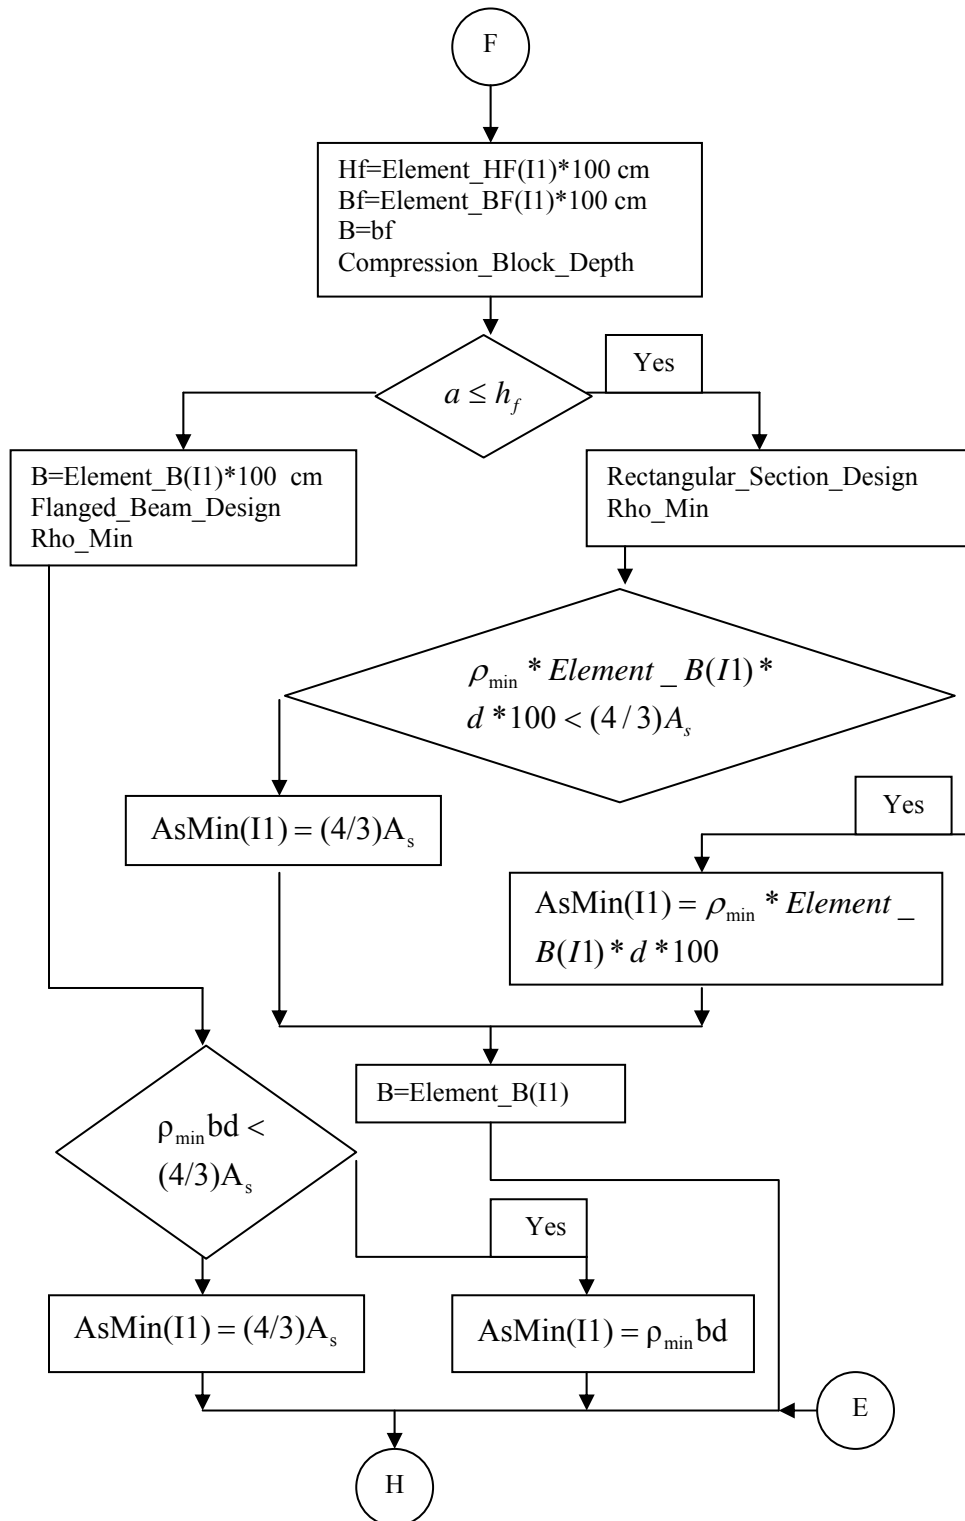 F
Hf=Element_HF(I1)*100 cm
Bf=Element_BF(I1)*100 cm
B=bf
Compression_Block_Depth
a ≤ h_f
Yes
B=Element_B(I1)*100 cm
Flanged_Beam_Design
Rho_Min
Rectangular_Section_Design
Rho_Min
ρ_min * Element _ B(I1) *
d *100 < (4 / 3)A_s
Yes
AsMin(I1) = (4/3)A_s
AsMin(I1) = ρ_min * Element _
B(I1) * d *100
B=Element_B(I1)
ρ_min bd <
(4/3)A_s
Yes
AsMin(I1) = (4/3)A_s
AsMin(I1) = ρ_min bd
E
H